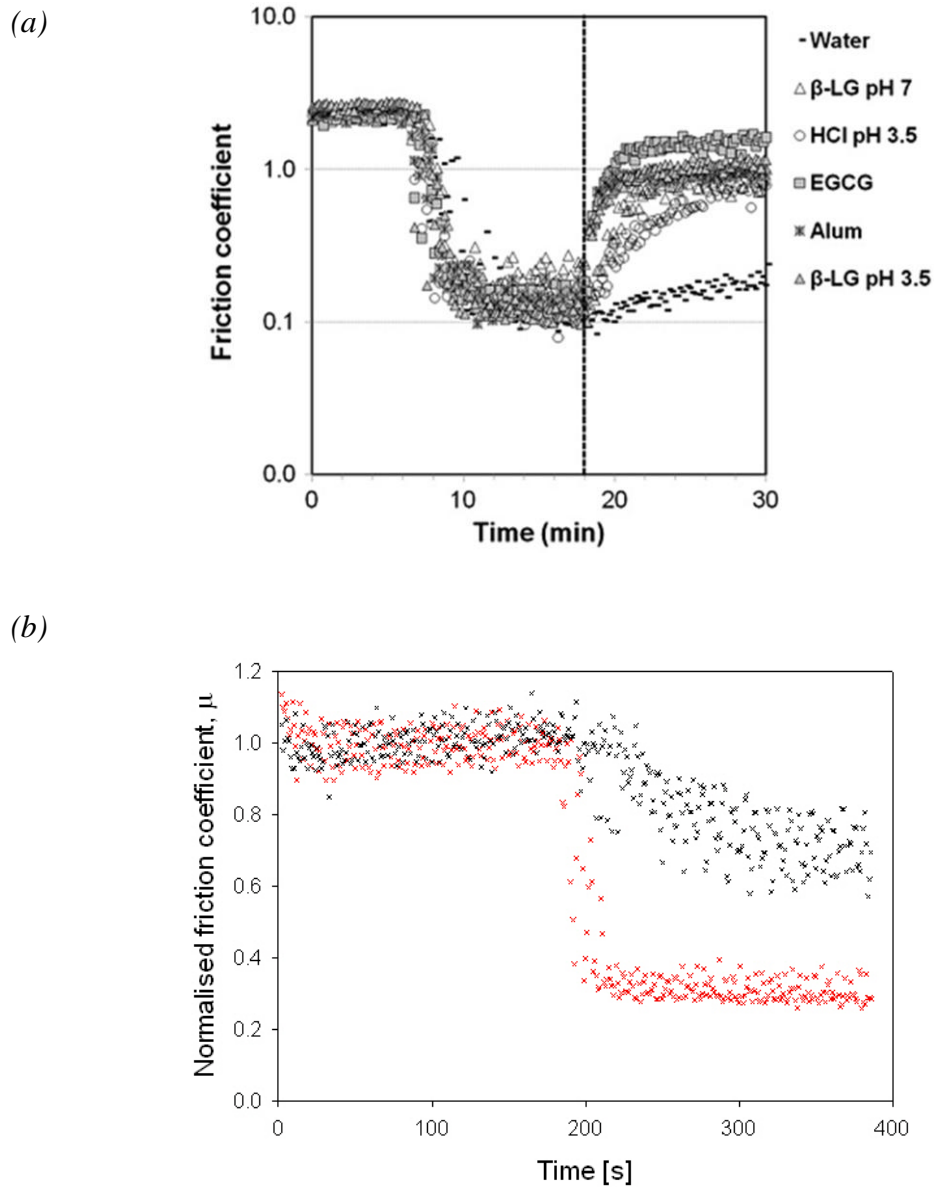 (a)
10.0
1.0
0.1
0.0
Friction coefficient
0
10
20
30
Time (min)
Water
β-LG pH 7
HCl pH 3.5
EGCG
Alum
β-LG pH 3.5
(b)
1.2
1.0
0.8
0.6
0.4
0.2
0.0
Normalised friction coefficient, μ
0
100
200
300
400
Time [s]